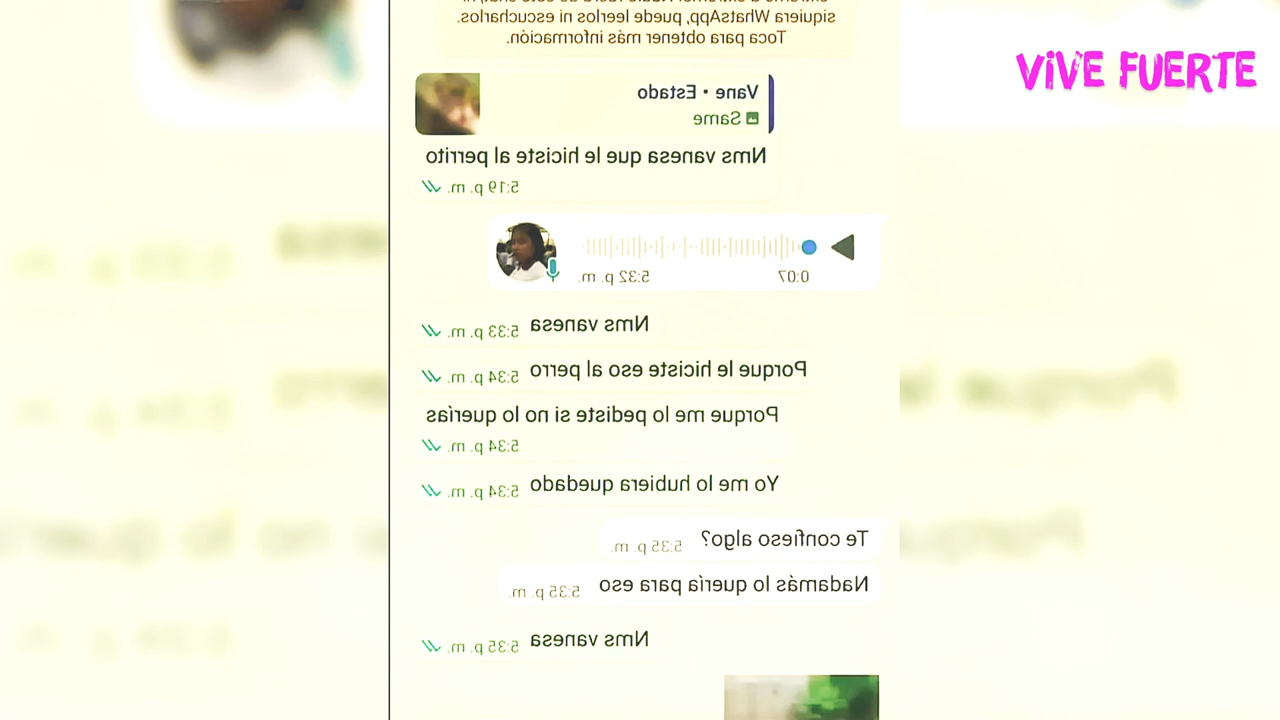 siquiera WhatsApp, puede leerlos ni escucharlos.
Toca para obtener más información.
VIVE FUERTE
Vane • Estado
Same
Nms vanesa que le hiciste al perrito
5:19 p. m.
0:07 5:32 p. m.
Nms vanesa 5:33 p. m.
Porque le hiciste eso al perro 5:34 p. m.
Porque me lo pediste si no lo querías
5:34 p. m.
Yo me lo hubiera quedado 5:34 p. m.
Te confieso algo? 5:35 p. m.
Nadamás lo quería para eso 5:35 p. m.
Nms vanesa 5:35 p. m.